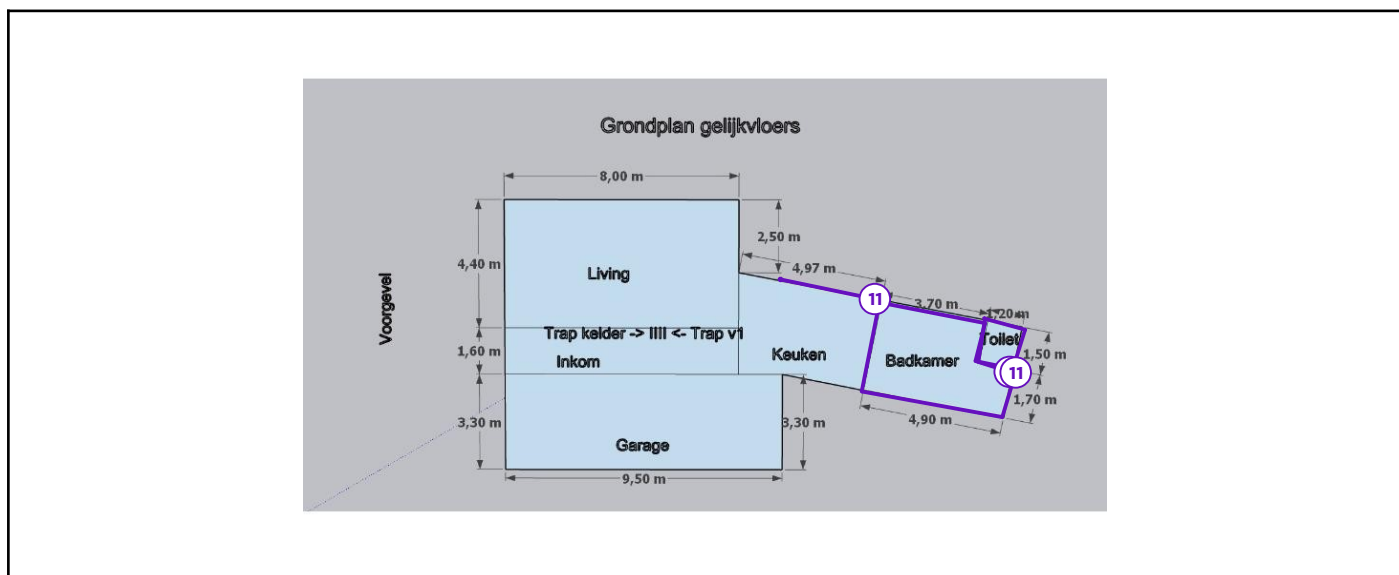 Grondplan gelijkvloers
8,00 m
2,50 m
4,40 m
4,97 m
Living
Voorgevel
11
3,70 m
1,20 m
Trap kelder -> IIII <- Trap v1
Toilet
1,60 m
Inkom
Keuken
Badkamer
1,50 m
11
1,70 m
3,30 m
3,30 m
4,90 m
Garage
9,50 m